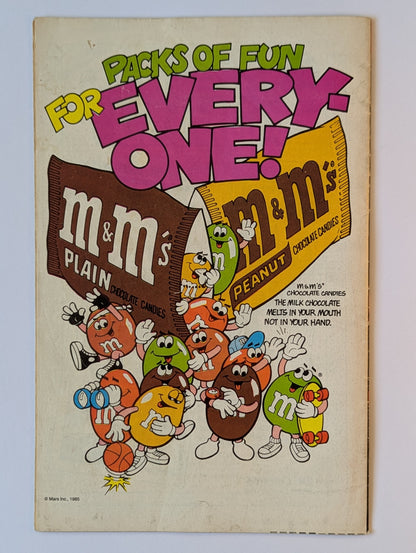 PACKS OF FUN
FOR EVERY-
ONE!
m&m's
PLAIN CHOCOLATE CANDIES
m&m's
PEANUT CHOCOLATE CANDIES
m&m's®
CHOCOLATE CANDIES
THE MILK CHOCOLATE
MELTS IN YOUR MOUTH
NOT IN YOUR HAND.
m
m
m
m
© Mars Inc., 1985